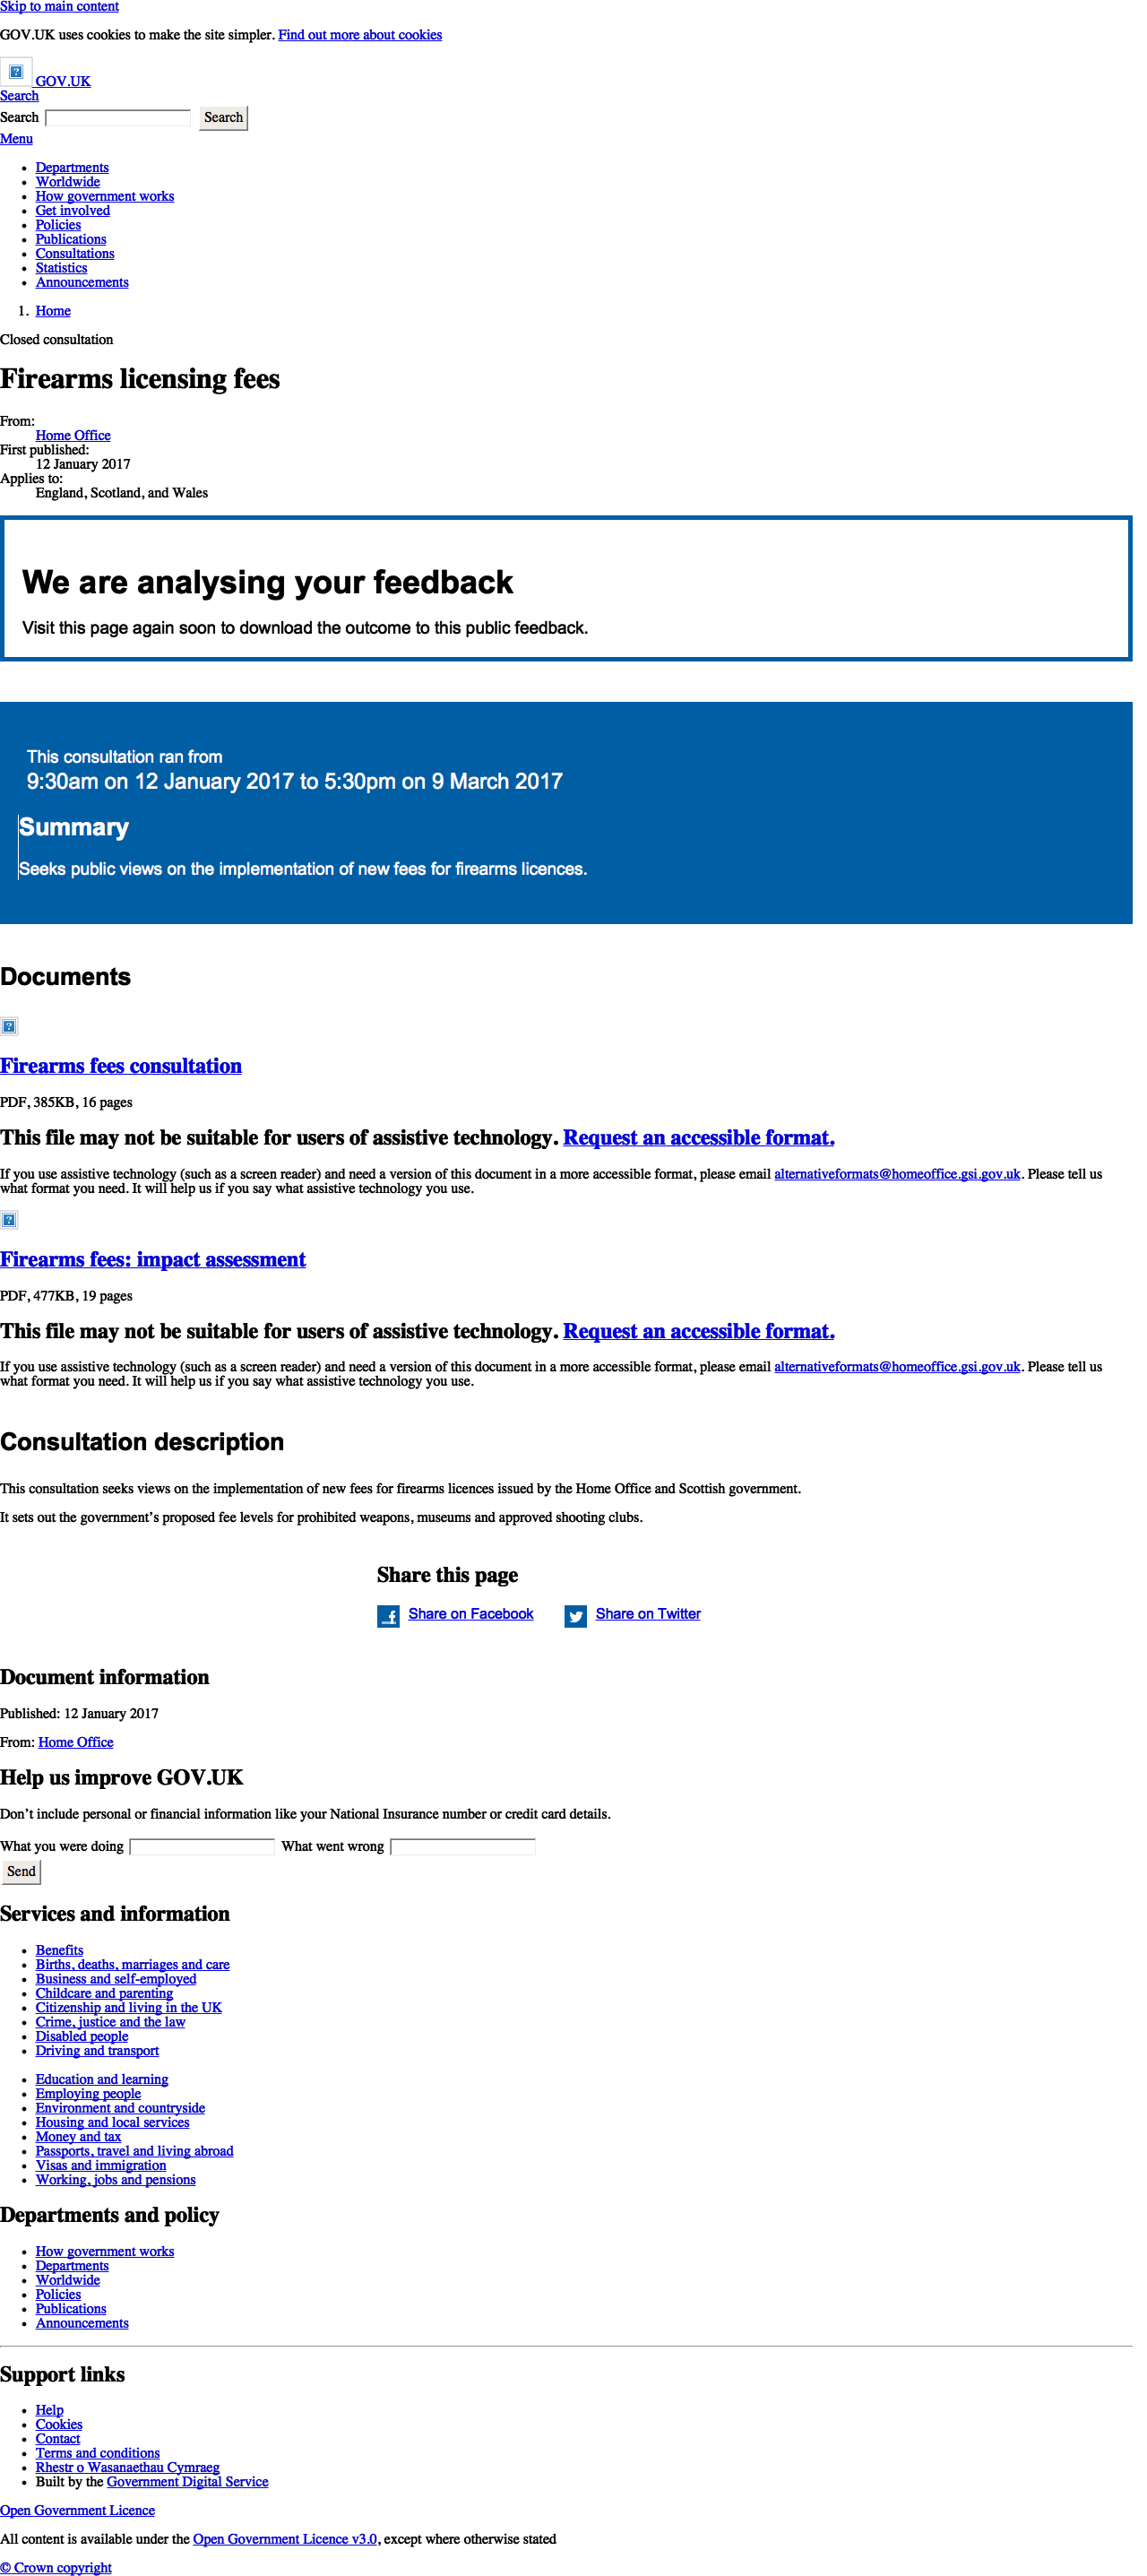 Skip to main content
GOV.UK uses cookies to make the site simpler. Find out more about cookies
GOV.UK
Search
Search Search
Menu
Departments
Worldwide
How government works
Get involved
Policies
Publications
Consultations
Statistics
Announcements
1. Home
Closed consultation
Firearms licensing fees
From:
Home Office
First published:
12 January 2017
Applies to:
England, Scotland, and Wales
We are analysing your feedback
Visit this page again soon to download the outcome to this public feedback.
This consultation ran from
9:30am on 12 January 2017 to 5:30pm on 9 March 2017
Summary
Seeks public views on the implementation of new fees for firearms licences.
Documents
Firearms fees consultation
PDF, 385KB, 16 pages
This file may not be suitable for users of assistive technology. Request an accessible format.
If you use assistive technology (such as a screen reader) and need a version of this document in a more accessible format, please email alternativeformats@homeoffice.gsi.gov.uk. Please tell us
what format you need. It will help us if you say what assistive technology you use.
Firearms fees: impact assessment
PDF, 477KB, 19 pages
This file may not be suitable for users of assistive technology. Request an accessible format.
If you use assistive technology (such as a screen reader) and need a version of this document in a more accessible format, please email alternativeformats@homeoffice.gsi.gov.uk. Please tell us
what format you need. It will help us if you say what assistive technology you use.
Consultation description
This consultation seeks views on the implementation of new fees for firearms licences issued by the Home Office and Scottish government.
It sets out the government’s proposed fee levels for prohibited weapons, museums and approved shooting clubs.
Share this page
Share on Facebook Share on Twitter
Document information
Published: 12 January 2017
From: Home Office
Help us improve GOV.UK
Don’t include personal or financial information like your National Insurance number or credit card details.
What you were doing What went wrong
Send
Services and information
Benefits
Births, deaths, marriages and care
Business and self-employed
Childcare and parenting
Citizenship and living in the UK
Crime, justice and the law
Disabled people
Driving and transport
Education and learning
Employing people
Environment and countryside
Housing and local services
Money and tax
Passports, travel and living abroad
Visas and immigration
Working, jobs and pensions
Departments and policy
How government works
Departments
Worldwide
Policies
Publications
Announcements
Support links
Help
Cookies
Contact
Terms and conditions
Rhestr o Wasanaethau Cymraeg
Built by the Government Digital Service
Open Government Licence
All content is available under the Open Government Licence v3.0, except where otherwise stated
© Crown copyright